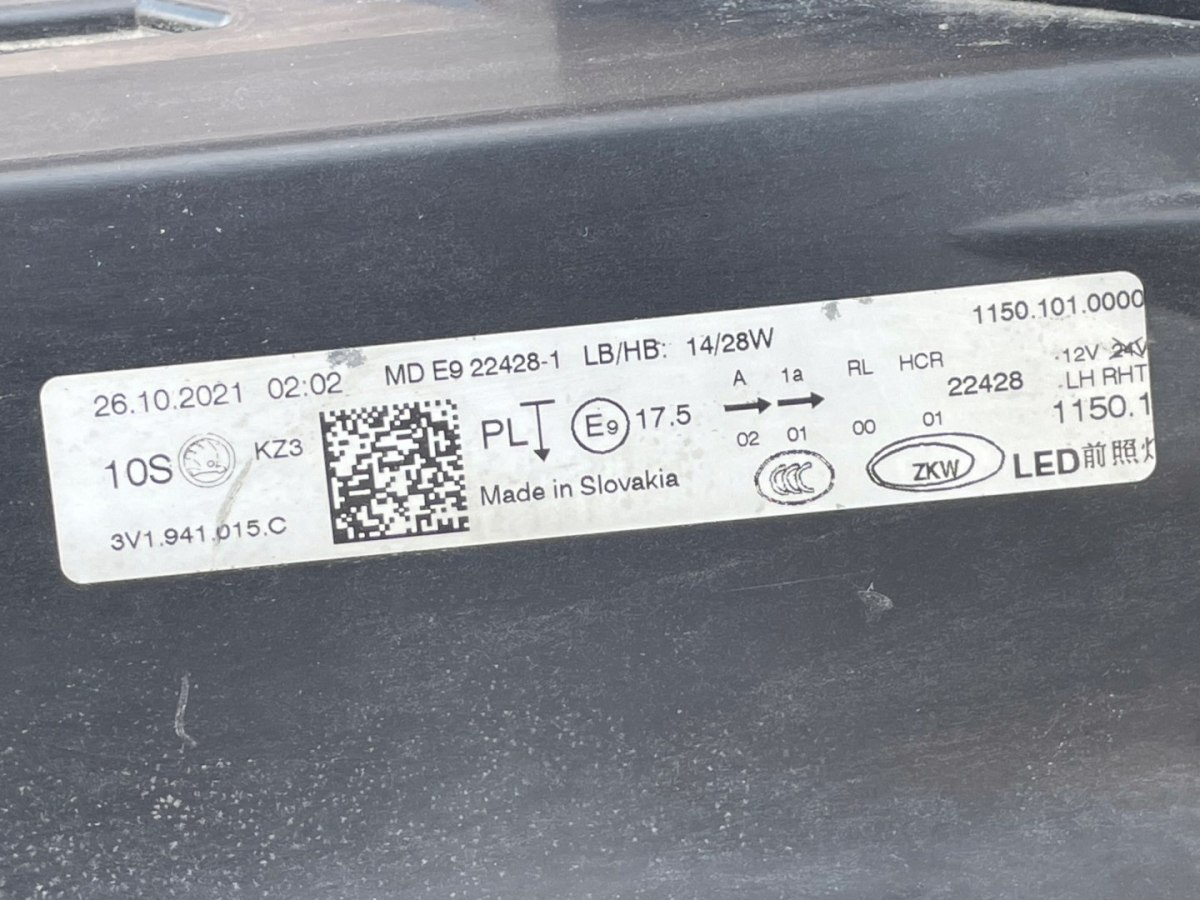 26.10.2021 02:02 MD E9 22428-1 LB/HB: 14/28W 1150.101.0000
10S KZ3 PL E9 17.5 A 1a RL HCR 22428 12V 24V
02 01 00 01 LH RHT
3V1.941.015.C Made in Slovakia CCC ZKW 1150.1
LED前照